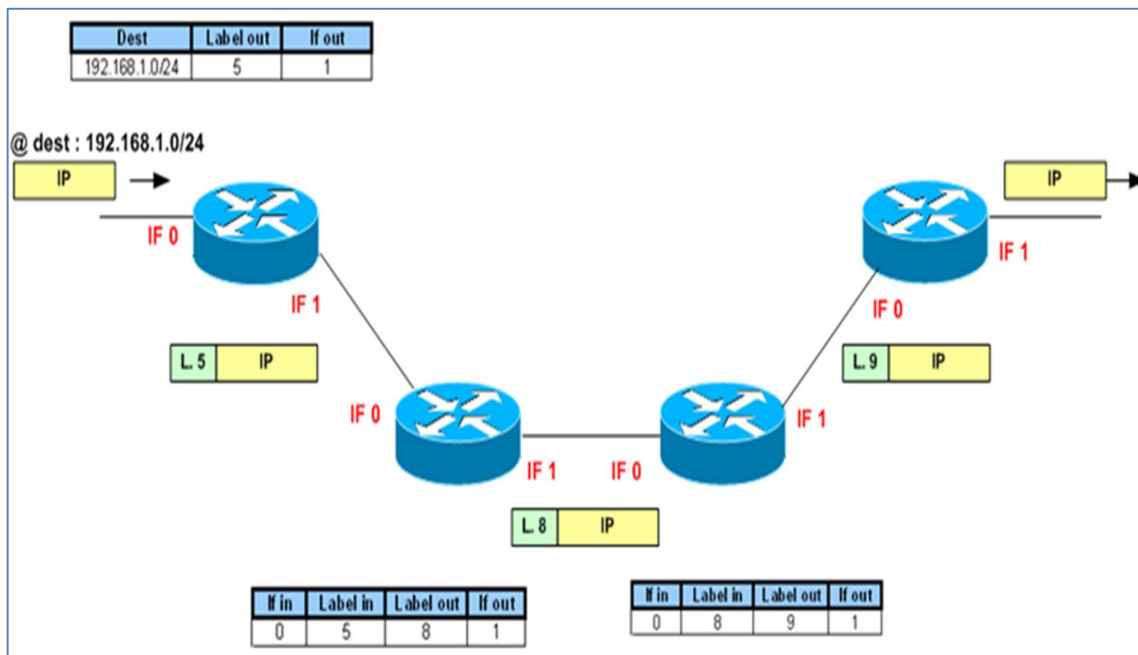 Dest Label out If out
192.168.1.0/24 5 1
@ dest : 192.168.1.0/24
IP
IP
IF 0
IF 1
IF 1
IF 0
L. 5 IP
L. 9 IP
IF 0
IF 1
IF 1
IF 0
L. 8 IP
If in Label in Label out If out
0 5 8 1
If in Label in Label out If out
0 8 9 1